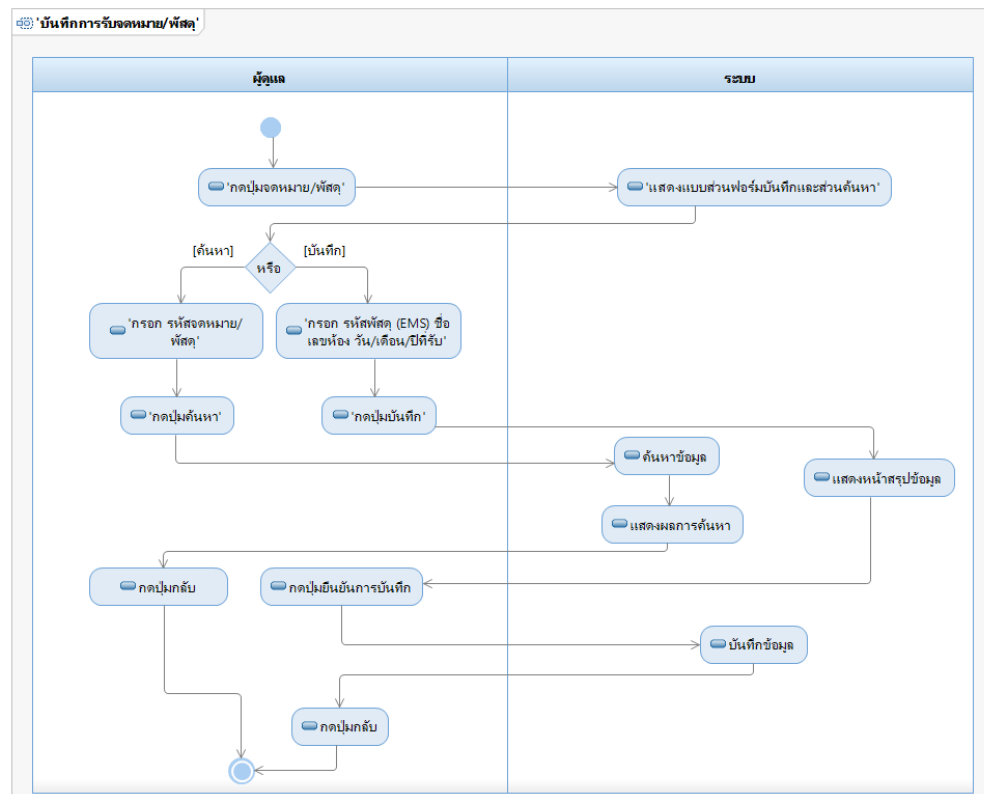 'บันทึกการรับจดหมาย/พัสดุ'
ผู้ดูแล
ระบบ
'กดปุ่มจดหมาย/พัสดุ'
'แสดงแบบส่วนฟอร์มบันทึกและส่วนค้นหา'
[ค้นหา]
[บันทึก]
หรือ
'กรอก รหัสจดหมาย/
พัสดุ'
'กรอก รหัสพัสดุ (EMS) ชื่อ
เลขห้อง วัน/เดือน/ปีที่รับ'
'กดปุ่มค้นหา'
'กดปุ่มบันทึก'
ค้นหาข้อมูล
แสดงหน้าสรุปข้อมูล
แสดงผลการค้นหา
กดปุ่มกลับ
กดปุ่มยืนยันการบันทึก
บันทึกข้อมูล
กดปุ่มกลับ